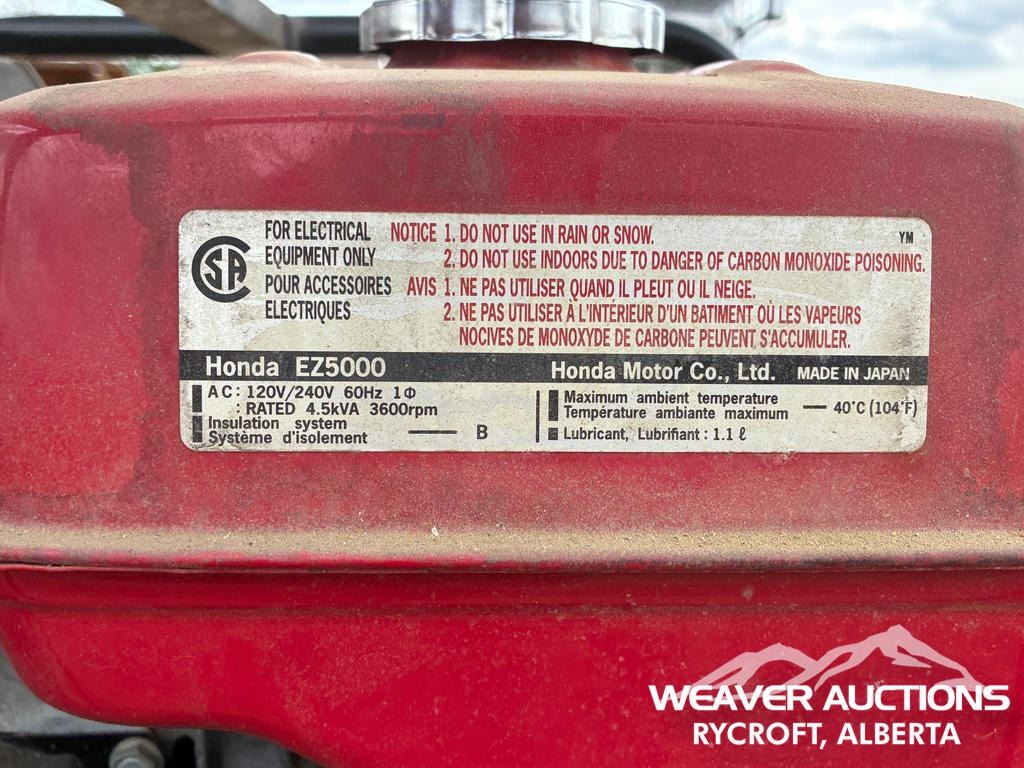 FOR ELECTRICAL
EQUIPMENT ONLY
POUR ACCESSOIRES
ELECTRIQUES
NOTICE 1. DO NOT USE IN RAIN OR SNOW.
2. DO NOT USE INDOORS DUE TO DANGER OF CARBON MONOXIDE POISONING.
AVIS 1. NE PAS UTILISER QUAND IL PLEUT OU IL NEIGE.
2. NE PAS UTILISER À L'INTÉRIEUR D'UN BATIMENT OÙ LES VAPEURS
NOCIVES DE MONOXYDE DE CARBONE PEUVENT S'ACCUMULER.
YM
Honda EZ5000
Honda Motor Co., Ltd. MADE IN JAPAN
AC: 120V/240V 60Hz 1Φ
: RATED 4.5kVA 3600rpm
Insulation system
Système d'isolement — B
Maximum ambient temperature
Température ambiante maximum — 40°C (104°F)
Lubricant, Lubrifiant : 1.1 ℓ
WEAVER AUCTIONS
RYCROFT, ALBERTA